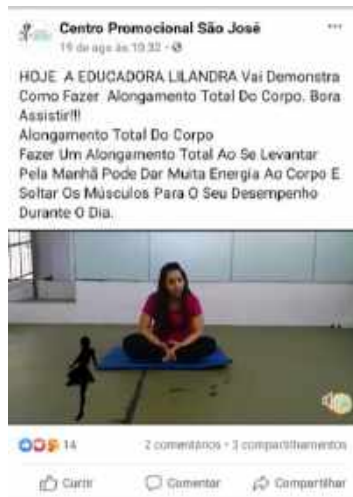 Centro Promocional São José
19 de ago às 19:32
HOJE A EDUCADORA LILANDRA Vai Demonstra
Como Fazer Alongamento Total Do Corpo. Bora
Assistir!!!
Alongamento Total Do Corpo
Fazer Um Alongamento Total Ao Se Levantar
Pela Manhã Pode Dar Muita Energia Ao Corpo E
Soltar Os Músculos Para O Seu Desempenho
Durante O Dia.
14
2 comentários • 3 compartilhamentos
Curtir
Comentar
Compartilhar